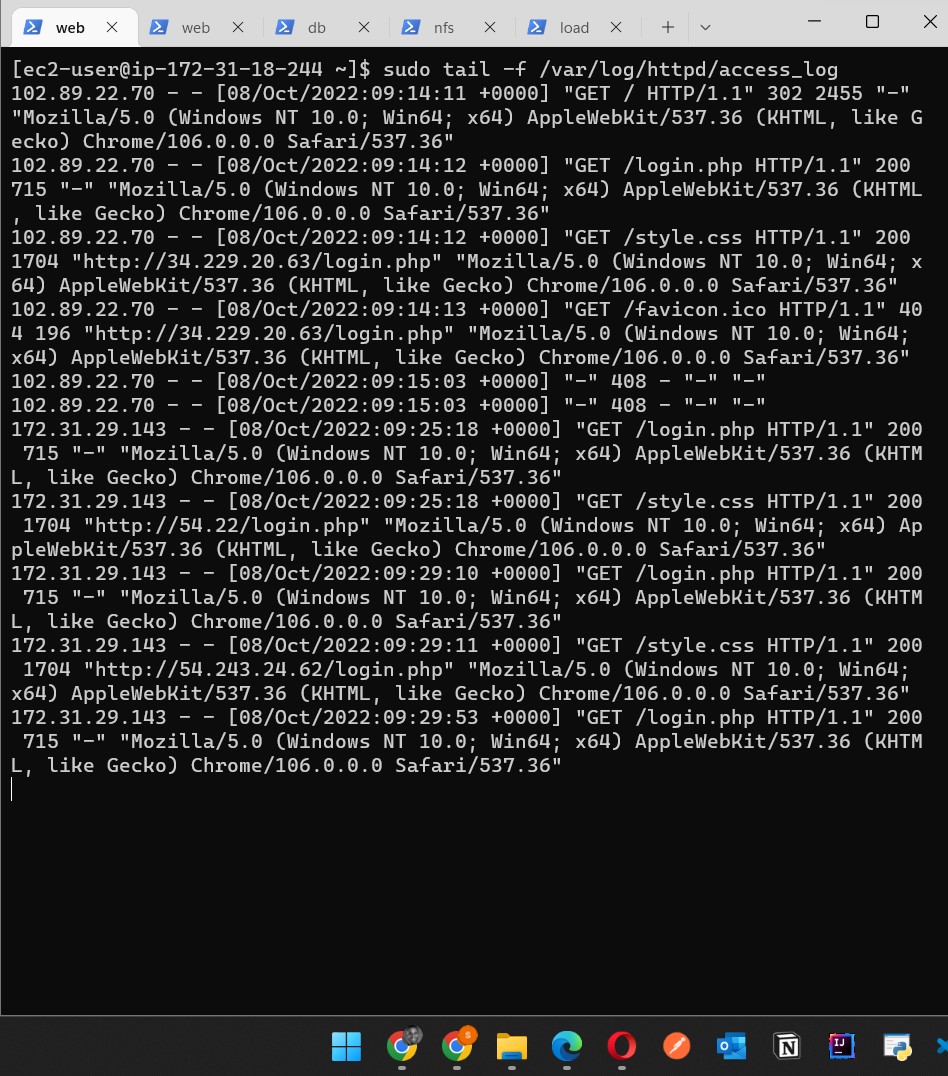 web web db nfs load
[ec2-user@ip-172-31-18-244 ~]$ sudo tail -f /var/log/httpd/access_log
102.89.22.70 - - [08/Oct/2022:09:14:11 +0000] "GET / HTTP/1.1" 302 2455 "-"
"Mozilla/5.0 (Windows NT 10.0; Win64; x64) AppleWebKit/537.36 (KHTML, like G
ecko) Chrome/106.0.0.0 Safari/537.36"
102.89.22.70 - - [08/Oct/2022:09:14:12 +0000] "GET /login.php HTTP/1.1" 200
715 "-" "Mozilla/5.0 (Windows NT 10.0; Win64; x64) AppleWebKit/537.36 (KHTML
, like Gecko) Chrome/106.0.0.0 Safari/537.36"
102.89.22.70 - - [08/Oct/2022:09:14:12 +0000] "GET /style.css HTTP/1.1" 200
1704 "http://34.229.20.63/login.php" "Mozilla/5.0 (Windows NT 10.0; Win64; x
64) AppleWebKit/537.36 (KHTML, like Gecko) Chrome/106.0.0.0 Safari/537.36"
102.89.22.70 - - [08/Oct/2022:09:14:13 +0000] "GET /favicon.ico HTTP/1.1" 40
4 196 "http://34.229.20.63/login.php" "Mozilla/5.0 (Windows NT 10.0; Win64;
x64) AppleWebKit/537.36 (KHTML, like Gecko) Chrome/106.0.0.0 Safari/537.36"
102.89.22.70 - - [08/Oct/2022:09:15:03 +0000] "-" 408 - "-" "-"
102.89.22.70 - - [08/Oct/2022:09:15:03 +0000] "-" 408 - "-" "-"
172.31.29.143 - - [08/Oct/2022:09:25:18 +0000] "GET /login.php HTTP/1.1" 200
715 "-" "Mozilla/5.0 (Windows NT 10.0; Win64; x64) AppleWebKit/537.36 (KHTM
L, like Gecko) Chrome/106.0.0.0 Safari/537.36"
172.31.29.143 - - [08/Oct/2022:09:25:18 +0000] "GET /style.css HTTP/1.1" 200
1704 "http://54.22/login.php" "Mozilla/5.0 (Windows NT 10.0; Win64; x64) Ap
pleWebKit/537.36 (KHTML, like Gecko) Chrome/106.0.0.0 Safari/537.36"
172.31.29.143 - - [08/Oct/2022:09:29:10 +0000] "GET /login.php HTTP/1.1" 200
715 "-" "Mozilla/5.0 (Windows NT 10.0; Win64; x64) AppleWebKit/537.36 (KHTM
L, like Gecko) Chrome/106.0.0.0 Safari/537.36"
172.31.29.143 - - [08/Oct/2022:09:29:11 +0000] "GET /style.css HTTP/1.1" 200
1704 "http://54.243.24.62/login.php" "Mozilla/5.0 (Windows NT 10.0; Win64;
x64) AppleWebKit/537.36 (KHTML, like Gecko) Chrome/106.0.0.0 Safari/537.36"
172.31.29.143 - - [08/Oct/2022:09:29:53 +0000] "GET /login.php HTTP/1.1" 200
715 "-" "Mozilla/5.0 (Windows NT 10.0; Win64; x64) AppleWebKit/537.36 (KHTM
L, like Gecko) Chrome/106.0.0.0 Safari/537.36"